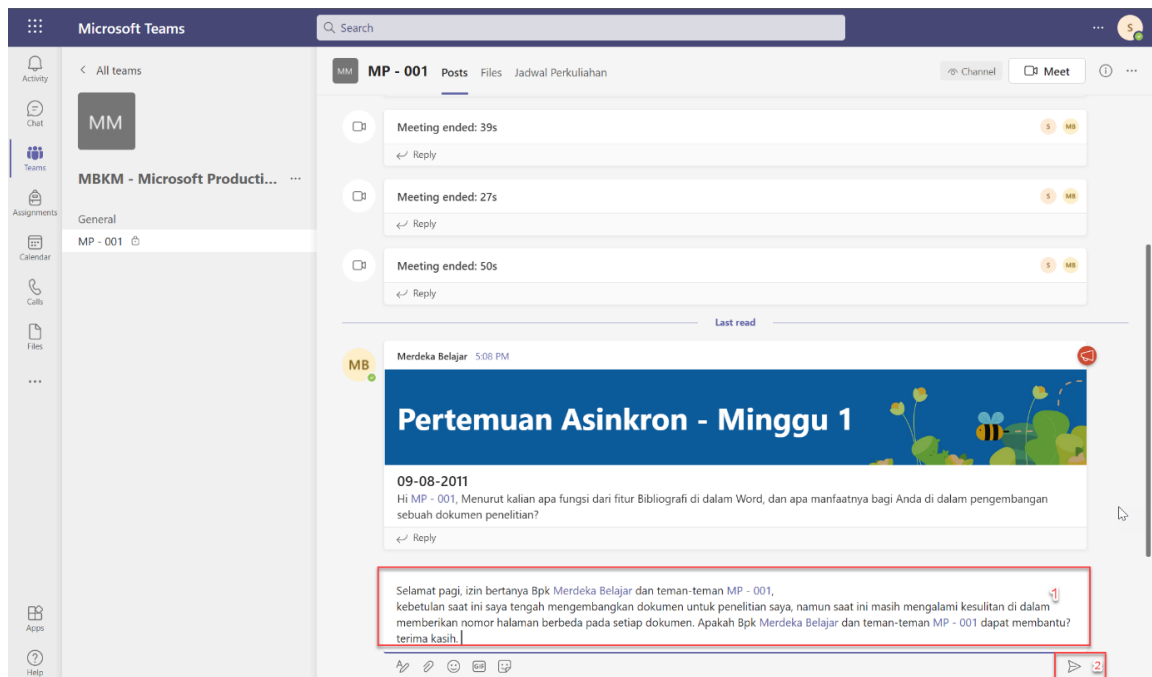 Microsoft Teams
Search
S
Activity
Chat
Teams
Assignments
Calendar
Calls
Files
Apps
Help
All teams
MM
MBKM - Microsoft Producti...
General
MP - 001
MM
MP - 001
Posts
Files
Jadwal Perkuliahan
Channel
Meet
Meeting ended: 39s
S
MB
Reply
Meeting ended: 27s
S
MB
Reply
Meeting ended: 50s
S
MB
Reply
Last read
MB
Merdeka Belajar 5:08 PM
Pertemuan Asinkron - Minggu 1
09-08-2011
Hi MP - 001, Menurut kalian apa fungsi dari fitur Bibliografi di dalam Word, dan apa manfaatnya bagi Anda di dalam pengembangan
sebuah dokumen penelitian?
Reply
Selamat pagi, izin bertanya Bpk Merdeka Belajar dan teman-teman MP - 001,
1
kebetulan saat ini saya tengah mengembangkan dokumen untuk penelitian saya, namun saat ini masih mengalami kesulitan di dalam
memberikan nomor halaman berbeda pada setiap dokumen. Apakah Bpk Merdeka Belajar dan teman-teman MP - 001 dapat membantu?
terima kasih.
GIF
2